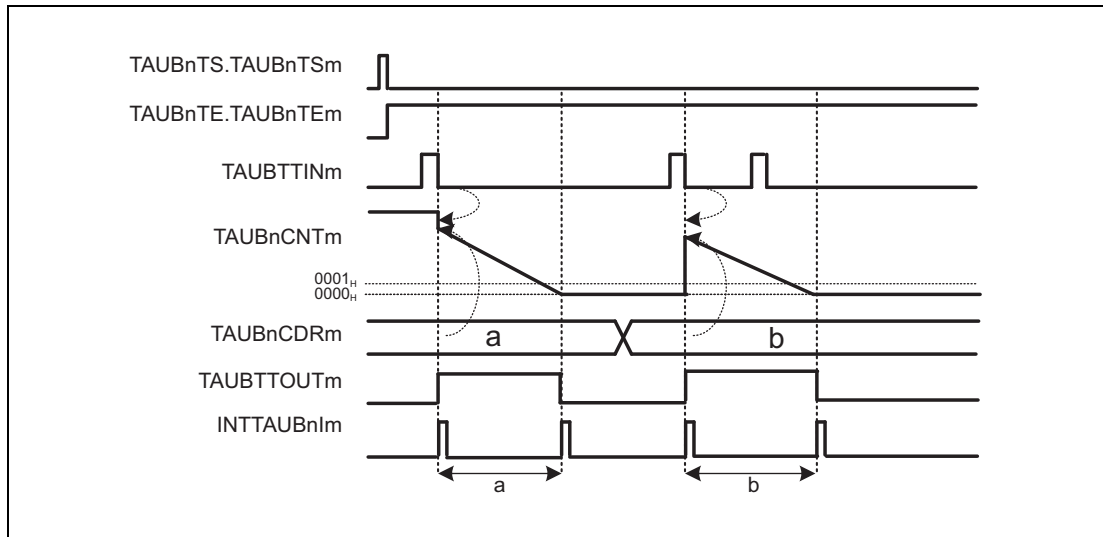 TAUBnTS.TAUBnTSm
TAUBnTE.TAUBnTEm
TAUBTTINm
TAUBnCNTm
0001H
0000H
TAUBnCDRm
a
b
TAUBTTOUTm
INTTAUBnIm
a
b